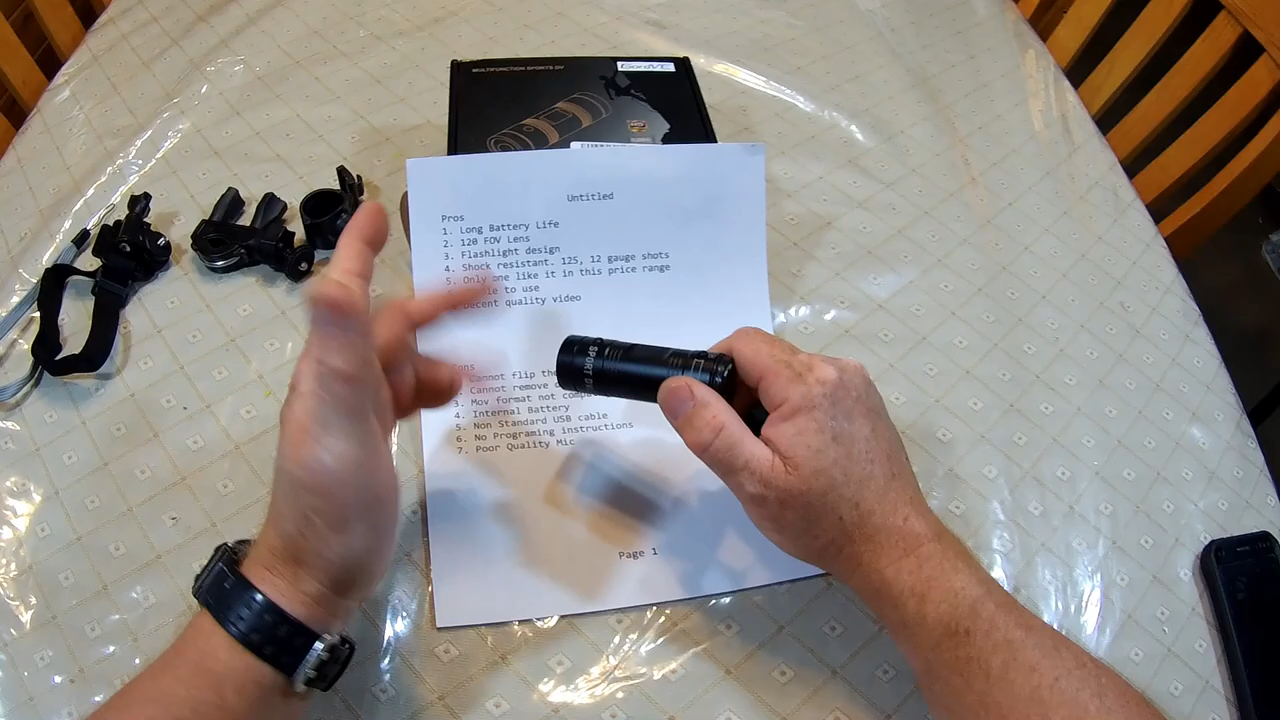 MULTIFUNCTION SPORTS DV
Untitled
Pros
1. Long Battery Life
2. 120 FOV Lens
3. Flashlight design
4. Shock resistant. 125, 12 gauge shots
5. Only one like it in this price range
to use
Decent quality video
Cons
Cannot flip the
Cannot remove
3. Mov format not
4. Internal Battery
5. Non Standard USB cable
6. No Programing instructions
7. Poor Quality Mic
Page 1
SPORT